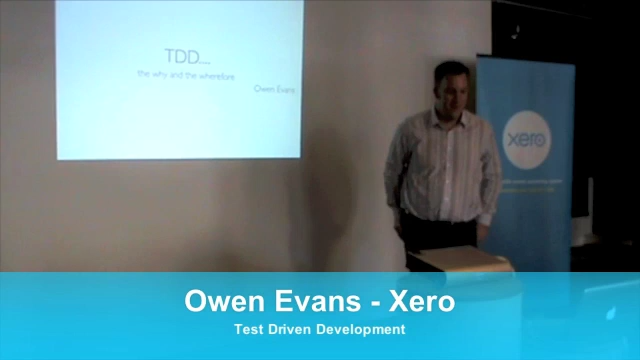 TDD....
the why and the wherefore
Owen Evans
xero
Owen Evans - Xero
Test Driven Development